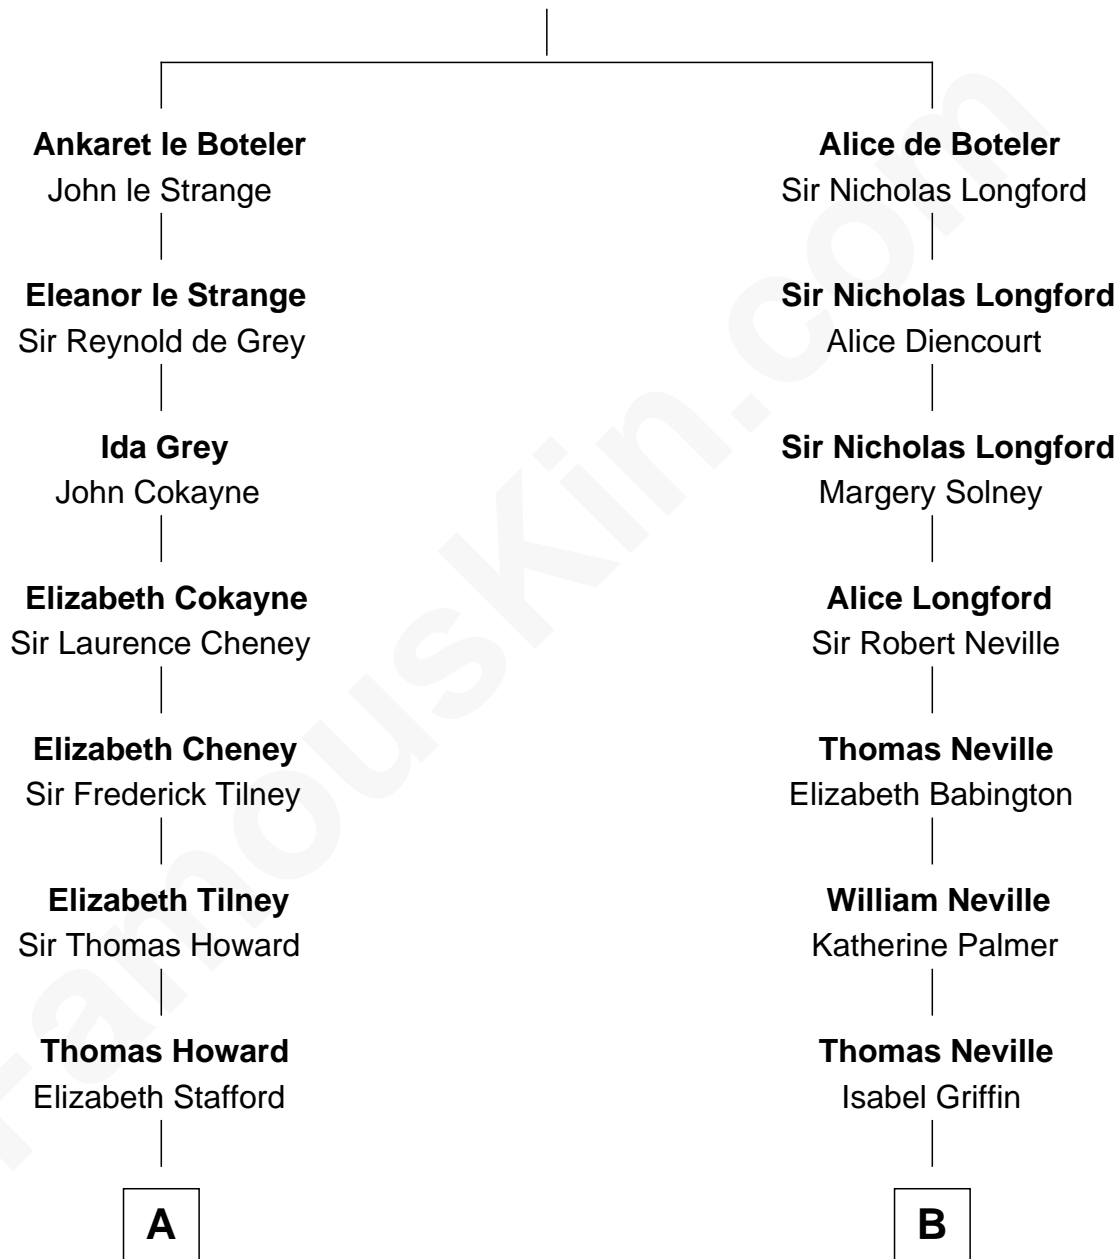 Ankaret le Boteler
John le Strange
Eleanor le Strange
Sir Reynold de Grey
Ida Grey
John Cokayne
Elizabeth Cokayne
Sir Laurence Cheney
Elizabeth Cheney
Sir Frederick Tilney
Elizabeth Tilney
Sir Thomas Howard
Thomas Howard
Elizabeth Stafford
A
Alice de Boteler
Sir Nicholas Longford
Sir Nicholas Longford
Alice Diencourt
Sir Nicholas Longford
Margery Solney
Alice Longford
Sir Robert Neville
Thomas Neville
Elizabeth Babington
William Neville
Katherine Palmer
Thomas Neville
Isabel Griffin
B
FamousKin.com